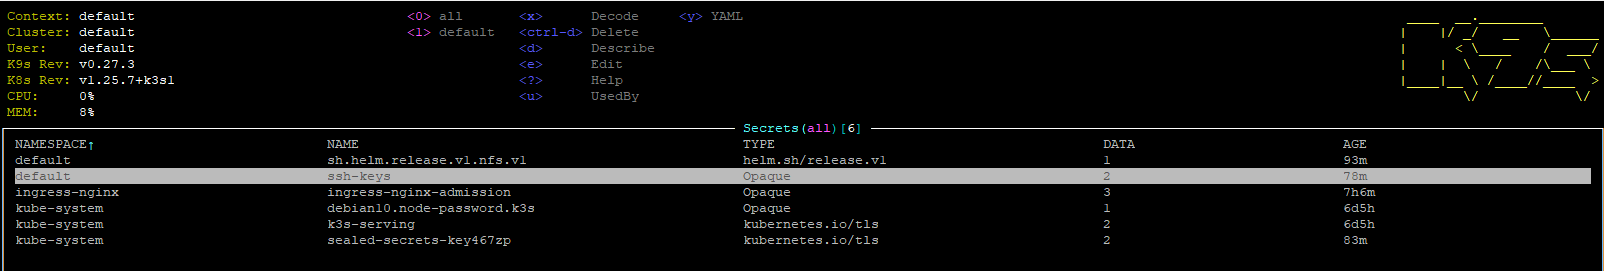 Context: default <0> all <x> Decode <y> YAML
Cluster: default <1> default <ctrl-d> Delete
User: default <d> Describe
K9s Rev: v0.27.3 <e> Edit
K8s Rev: v1.25.7+k3s1 <?> Help
CPU: 0% <u> UsedBy
MEM: 8%
Secrets(all)[6]
NAMESPACE↑ NAME TYPE DATA AGE
default sh.helm.release.v1.nfs.v1 helm.sh/release.v1 1 93m
default ssh-keys Opaque 2 78m
ingress-nginx ingress-nginx-admission Opaque 3 7h6m
kube-system debian10.node-password.k3s Opaque 1 6d5h
kube-system k3s-serving kubernetes.io/tls 2 6d5h
kube-system sealed-secrets-key467zp kubernetes.io/tls 2 83m